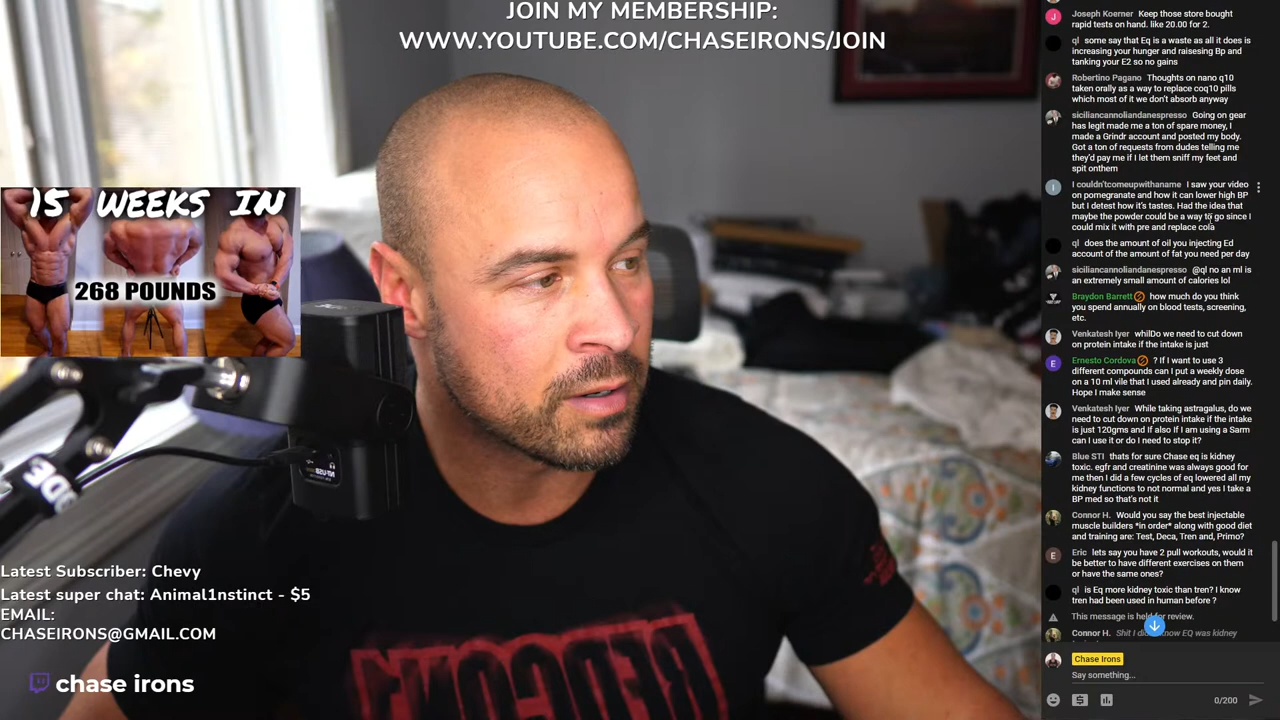 JOIN MY MEMBERSHIP:
WWW.YOUTUBE.COM/CHASEIRONS/JOIN
15 WEEKS IN
268 POUNDS
Latest Subscriber: Chevy
Latest super chat: Animal1nstinct - $5
EMAIL:
CHASEIRONS@GMAIL.COM
chase irons
Joseph Koerner Keep those store bought
rapid tests on hand. like 20.00 for 2.
ql some say that Eq is a waste as all it does is
increasing your hunger and raisesing Bp and
tanking your E2 so no gains
Robertino Pagano Thoughts on nano q10
taken orally as a way to replace coq10 pills
which most of it we don't absorb anyway
siciliancannoliandanespresso Going on gear
has legit made me a ton of spare money, I
made a Grindr account and posted my body.
Got a ton of requests from dudes telling me
they'd pay me if I let them sniff my feet and
spit onthem
I couldn'tcomeupwithaname I saw your video
on pomegranate and how it can lower high BP
but I detest how it's tastes. Had the idea that
maybe the powder could be a way to go since I
could mix it with pre and replace cola
ql does the amount of oil you injecting Ed
account of the amount of fat you need per day
siciliancannoliandanespresso @ql no an ml is
an extremely small amount of calories lol
Braydon Barrett how much do you think
you spend annually on blood tests, screening,
etc.
Venkatesh Iyer whilDo we need to cut down
on protein intake if the intake is just
Ernesto Cordova ? If I want to use 3
different compounds can I put a weekly dose
on a 10 ml vile that I used already and pin daily.
Hope I make sense
Venkatesh Iyer While taking astragalus, do we
need to cut down on protein intake if the intake
is just 120gms and If also If I am using a Sarm
can I use it or do I need to stop it?
Blue STI thats for sure Chase eq is kidney
toxic. egfr and creatinine was always good for
me then I did a few cycles of eq lowered all my
kidney functions to not normal and yes I take a
BP med so that's not it
Connor H. Would you say the best injectable
muscle builders *in order* along with good diet
and training are: Test, Deca, Tren and, Primo?
Eric lets say you have 2 pull workouts, would it
be better to have different exercises on them
or have the same ones?
ql is Eq more kidney toxic than tren? I know
tren had been used in human before ?
This message is held for review.
Connor H. Shit I know EQ was kidney
Chase Irons
Say something...
0/200